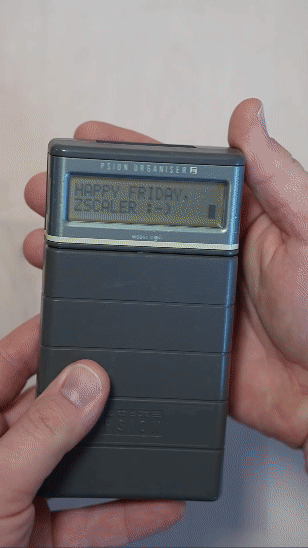 PSION ORGANISER II
HAPPY FRIDAY,
ZSCALER :-)
PSION